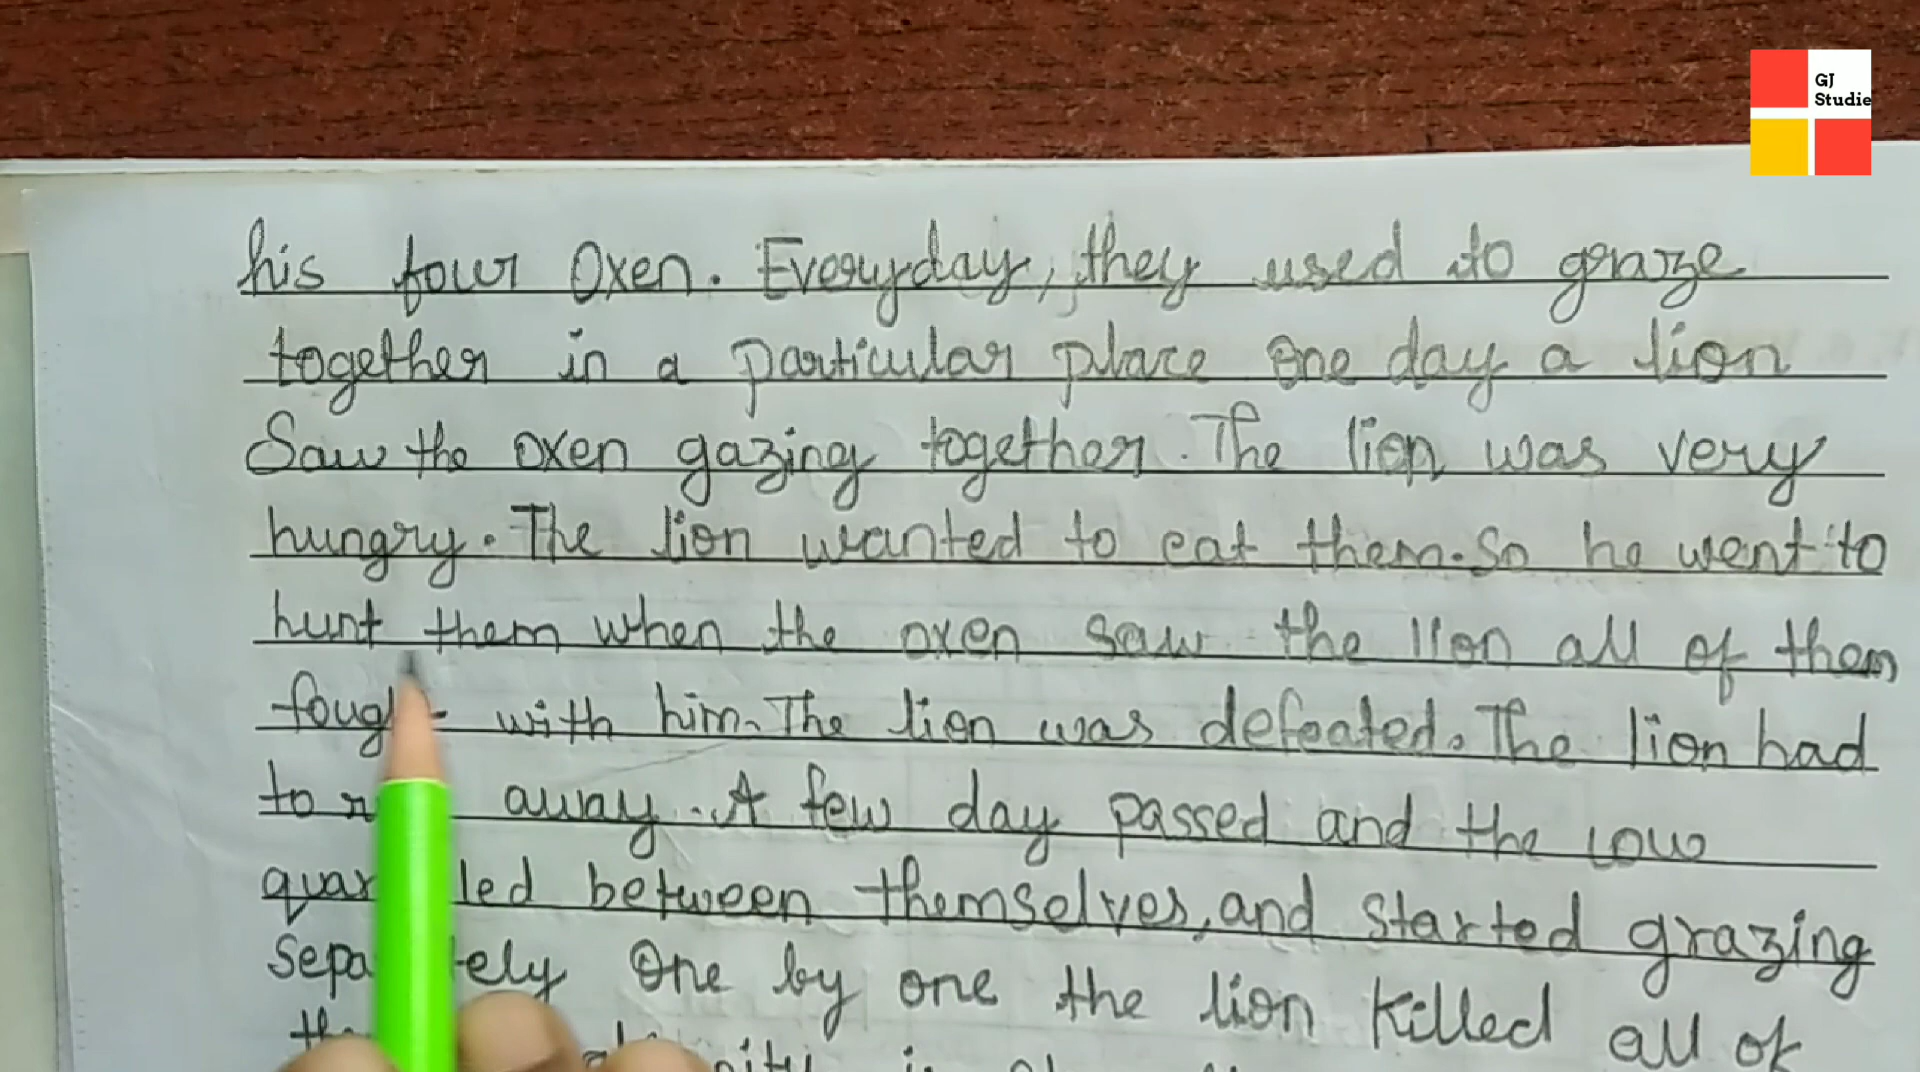 GJ
Studie
his four Oxen. Everyday, they used to graze
together in a particular place One day a lion
Saw the oxen gazing together. The lion was very
hungry. The lion wanted to eat them. So he went to
hunt them when the oxen saw the lion all of them
with him. The lion was defeated. The lion had
to away. A few day passed and the cow
between themselves, and started grazing
One by one the lion killed all of